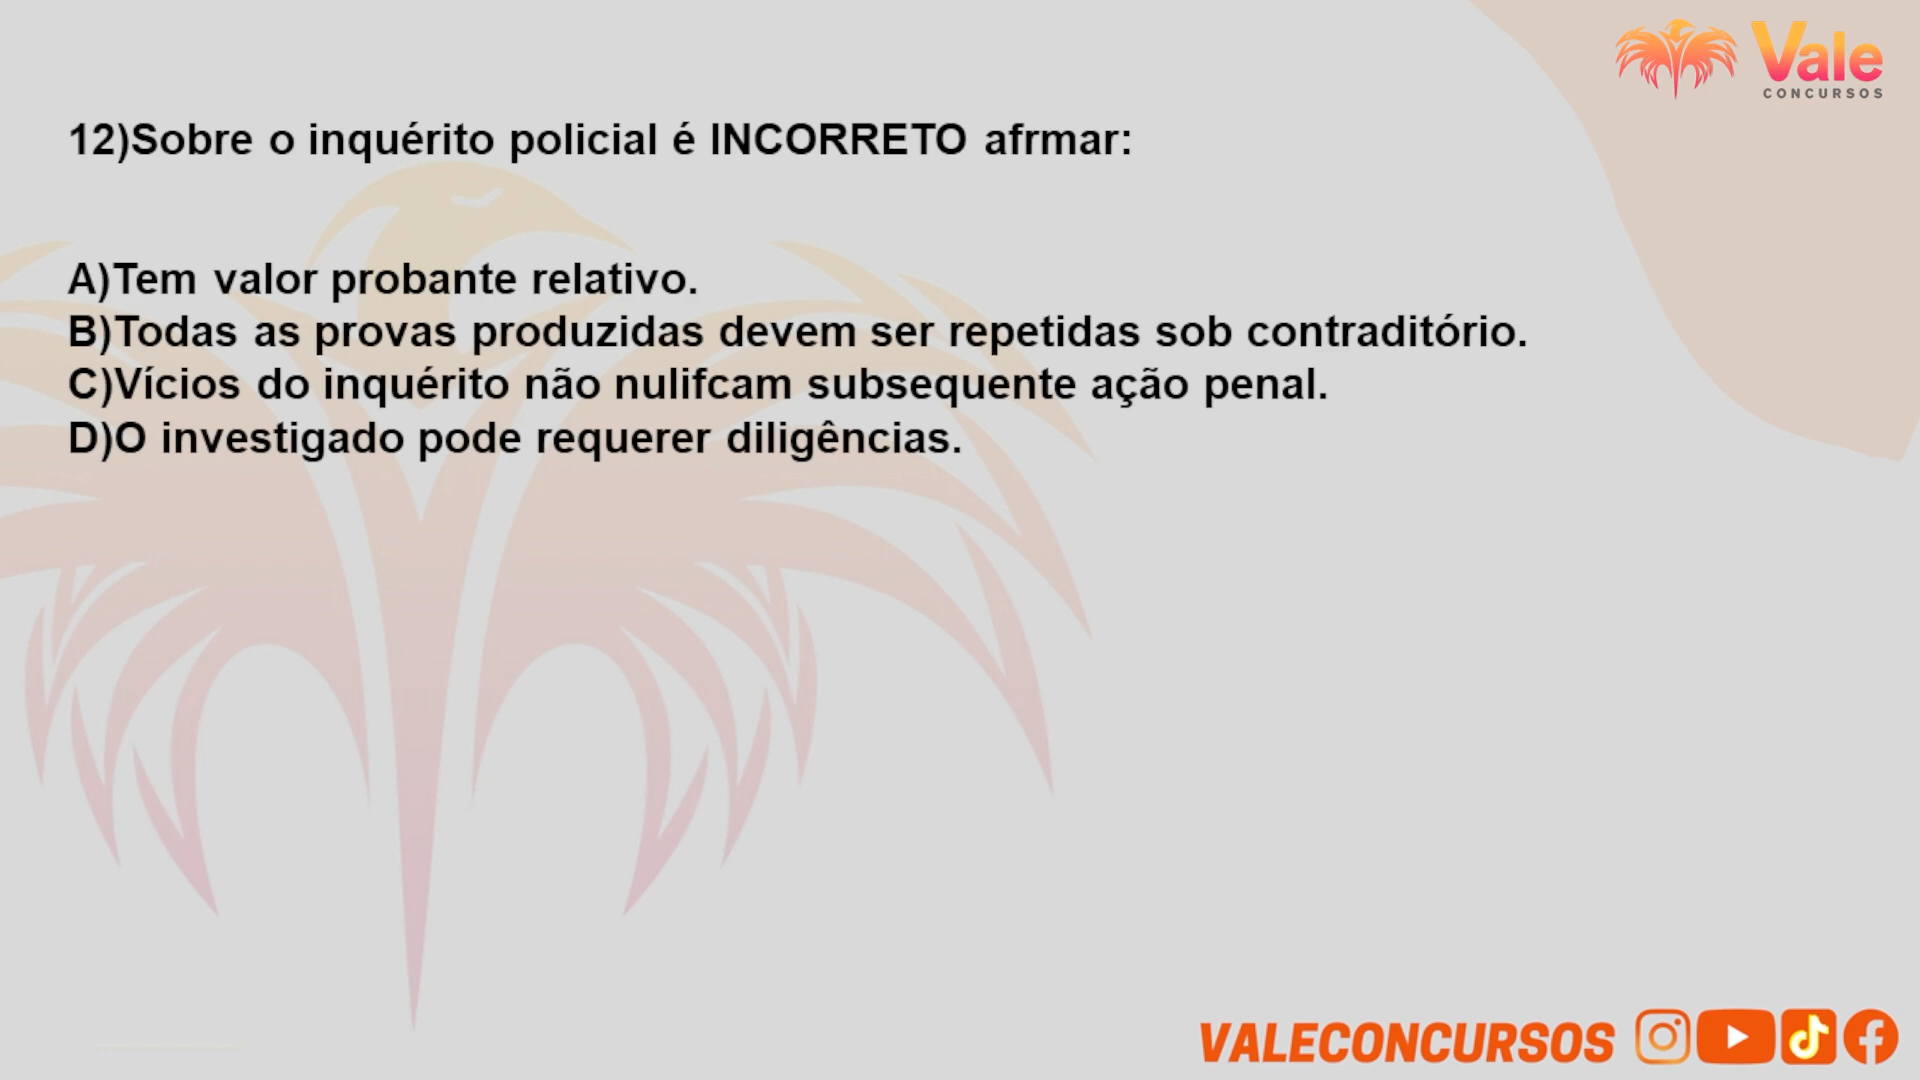 Vale
CONCURSOS
12)Sobre o inquérito policial é INCORRETO afrmar:
A)Tem valor probante relativo.
B)Todas as provas produzidas devem ser repetidas sob contraditório.
C)Vícios do inquérito não nulifcam subsequente ação penal.
D)O investigado pode requerer diligências.
VALECONCURSOS